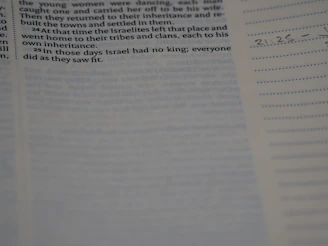 the young women were dancing, each man
caught one and carried her off to be his wife.
Then they returned to their inheritance and re-
built the towns and settled in them.
24 At that time the Israelites left that place and
went home to their tribes and clans, each to his
own inheritance.
25 In those days Israel had no king; everyone
did as they saw fit.
21:25 -